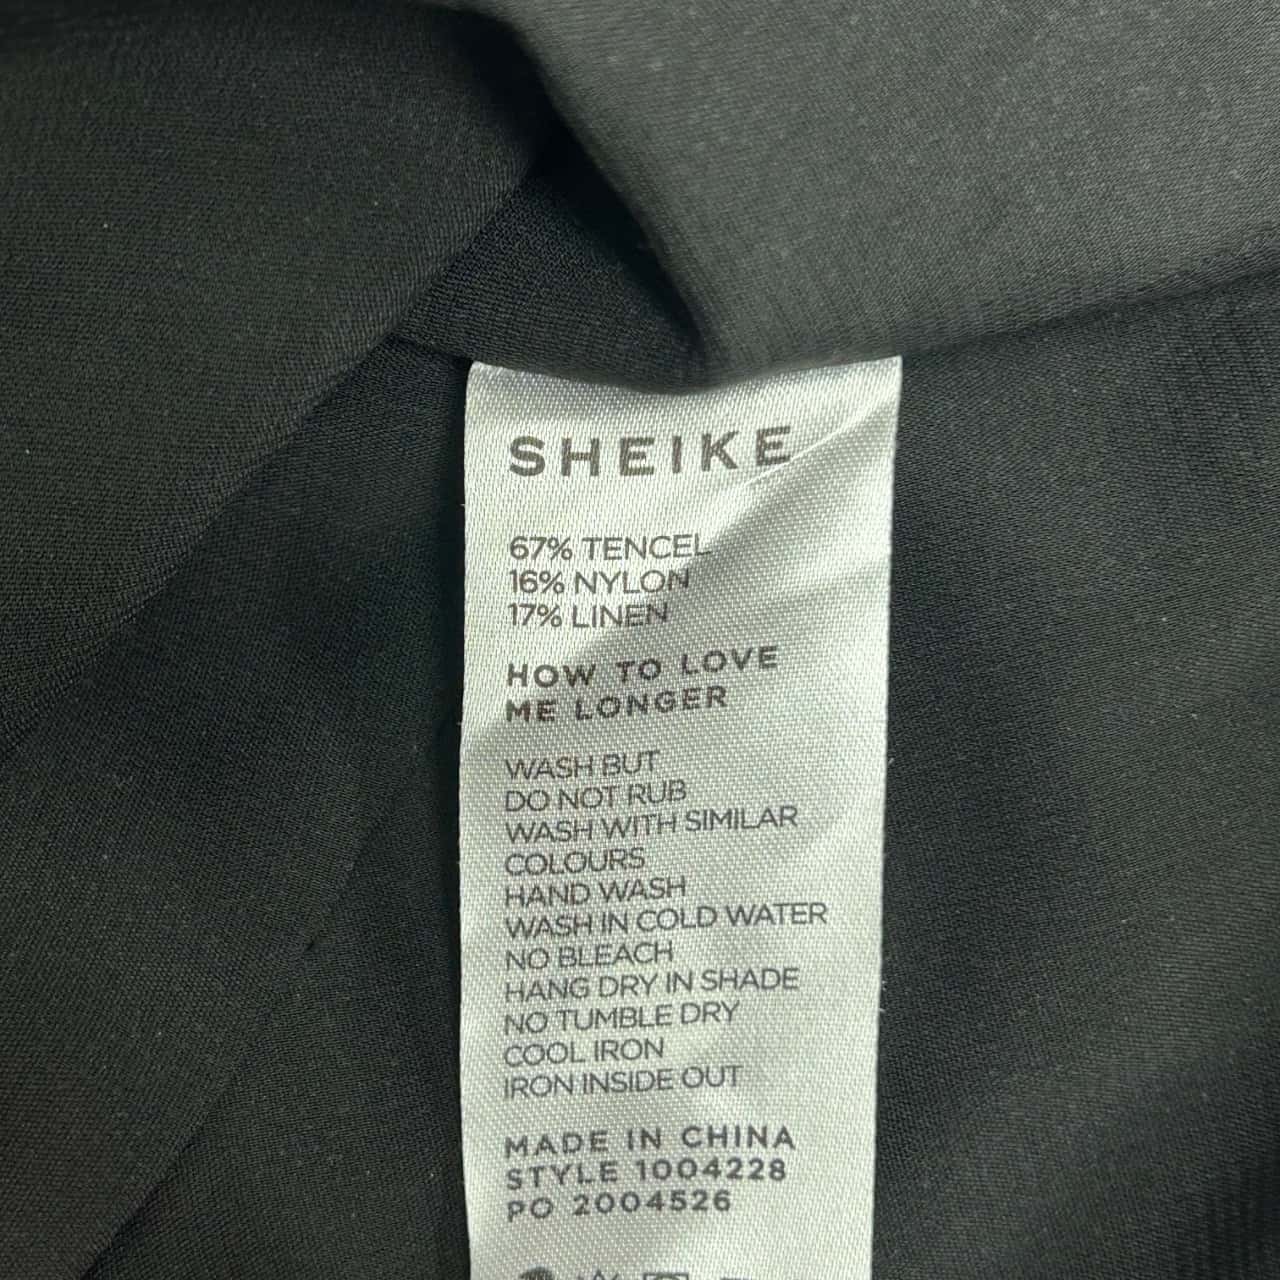 SHEIKE
67% TENCEL
16% NYLON
17% LINEN
HOW TO LOVE
ME LONGER
WASH BUT
DO NOT RUB
WASH WITH SIMILAR
COLOURS
HAND WASH
WASH IN COLD WATER
NO BLEACH
HANG DRY IN SHADE
NO TUMBLE DRY
COOL IRON
IRON INSIDE OUT
MADE IN CHINA
STYLE 1004228
PO 2004526